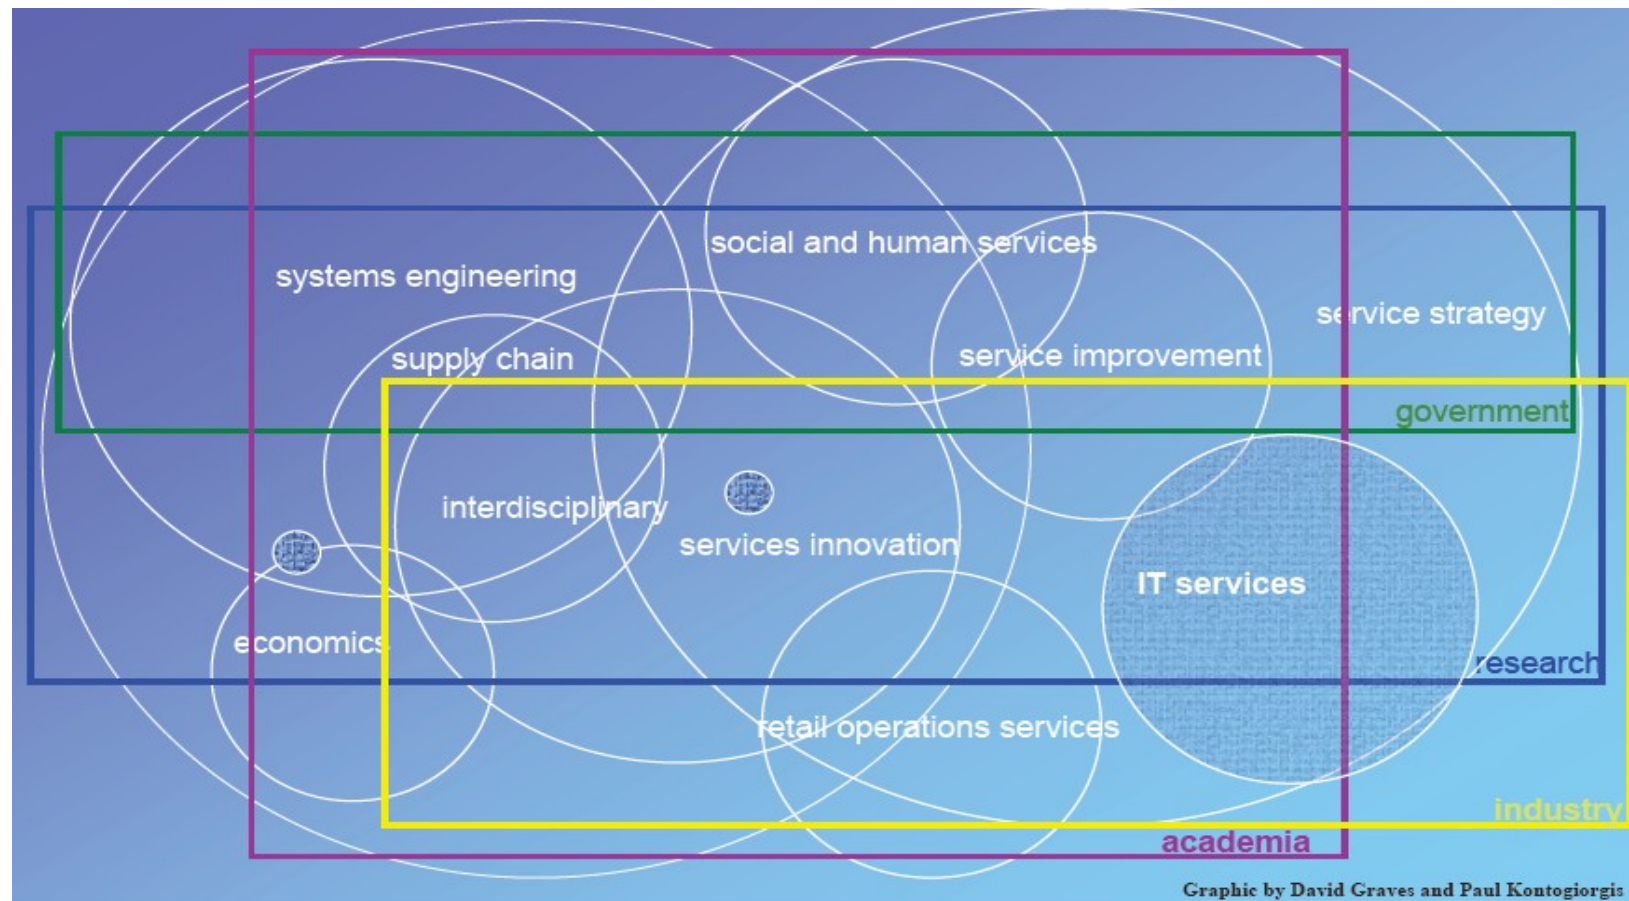 social and human services
systems engineering
service strategy
supply chain
service improvement
government
interdisciplinary
services innovation
IT services
economics
research
retail operations services
industry
academia
Graphic by David Graves and Paul Kontogiorgis